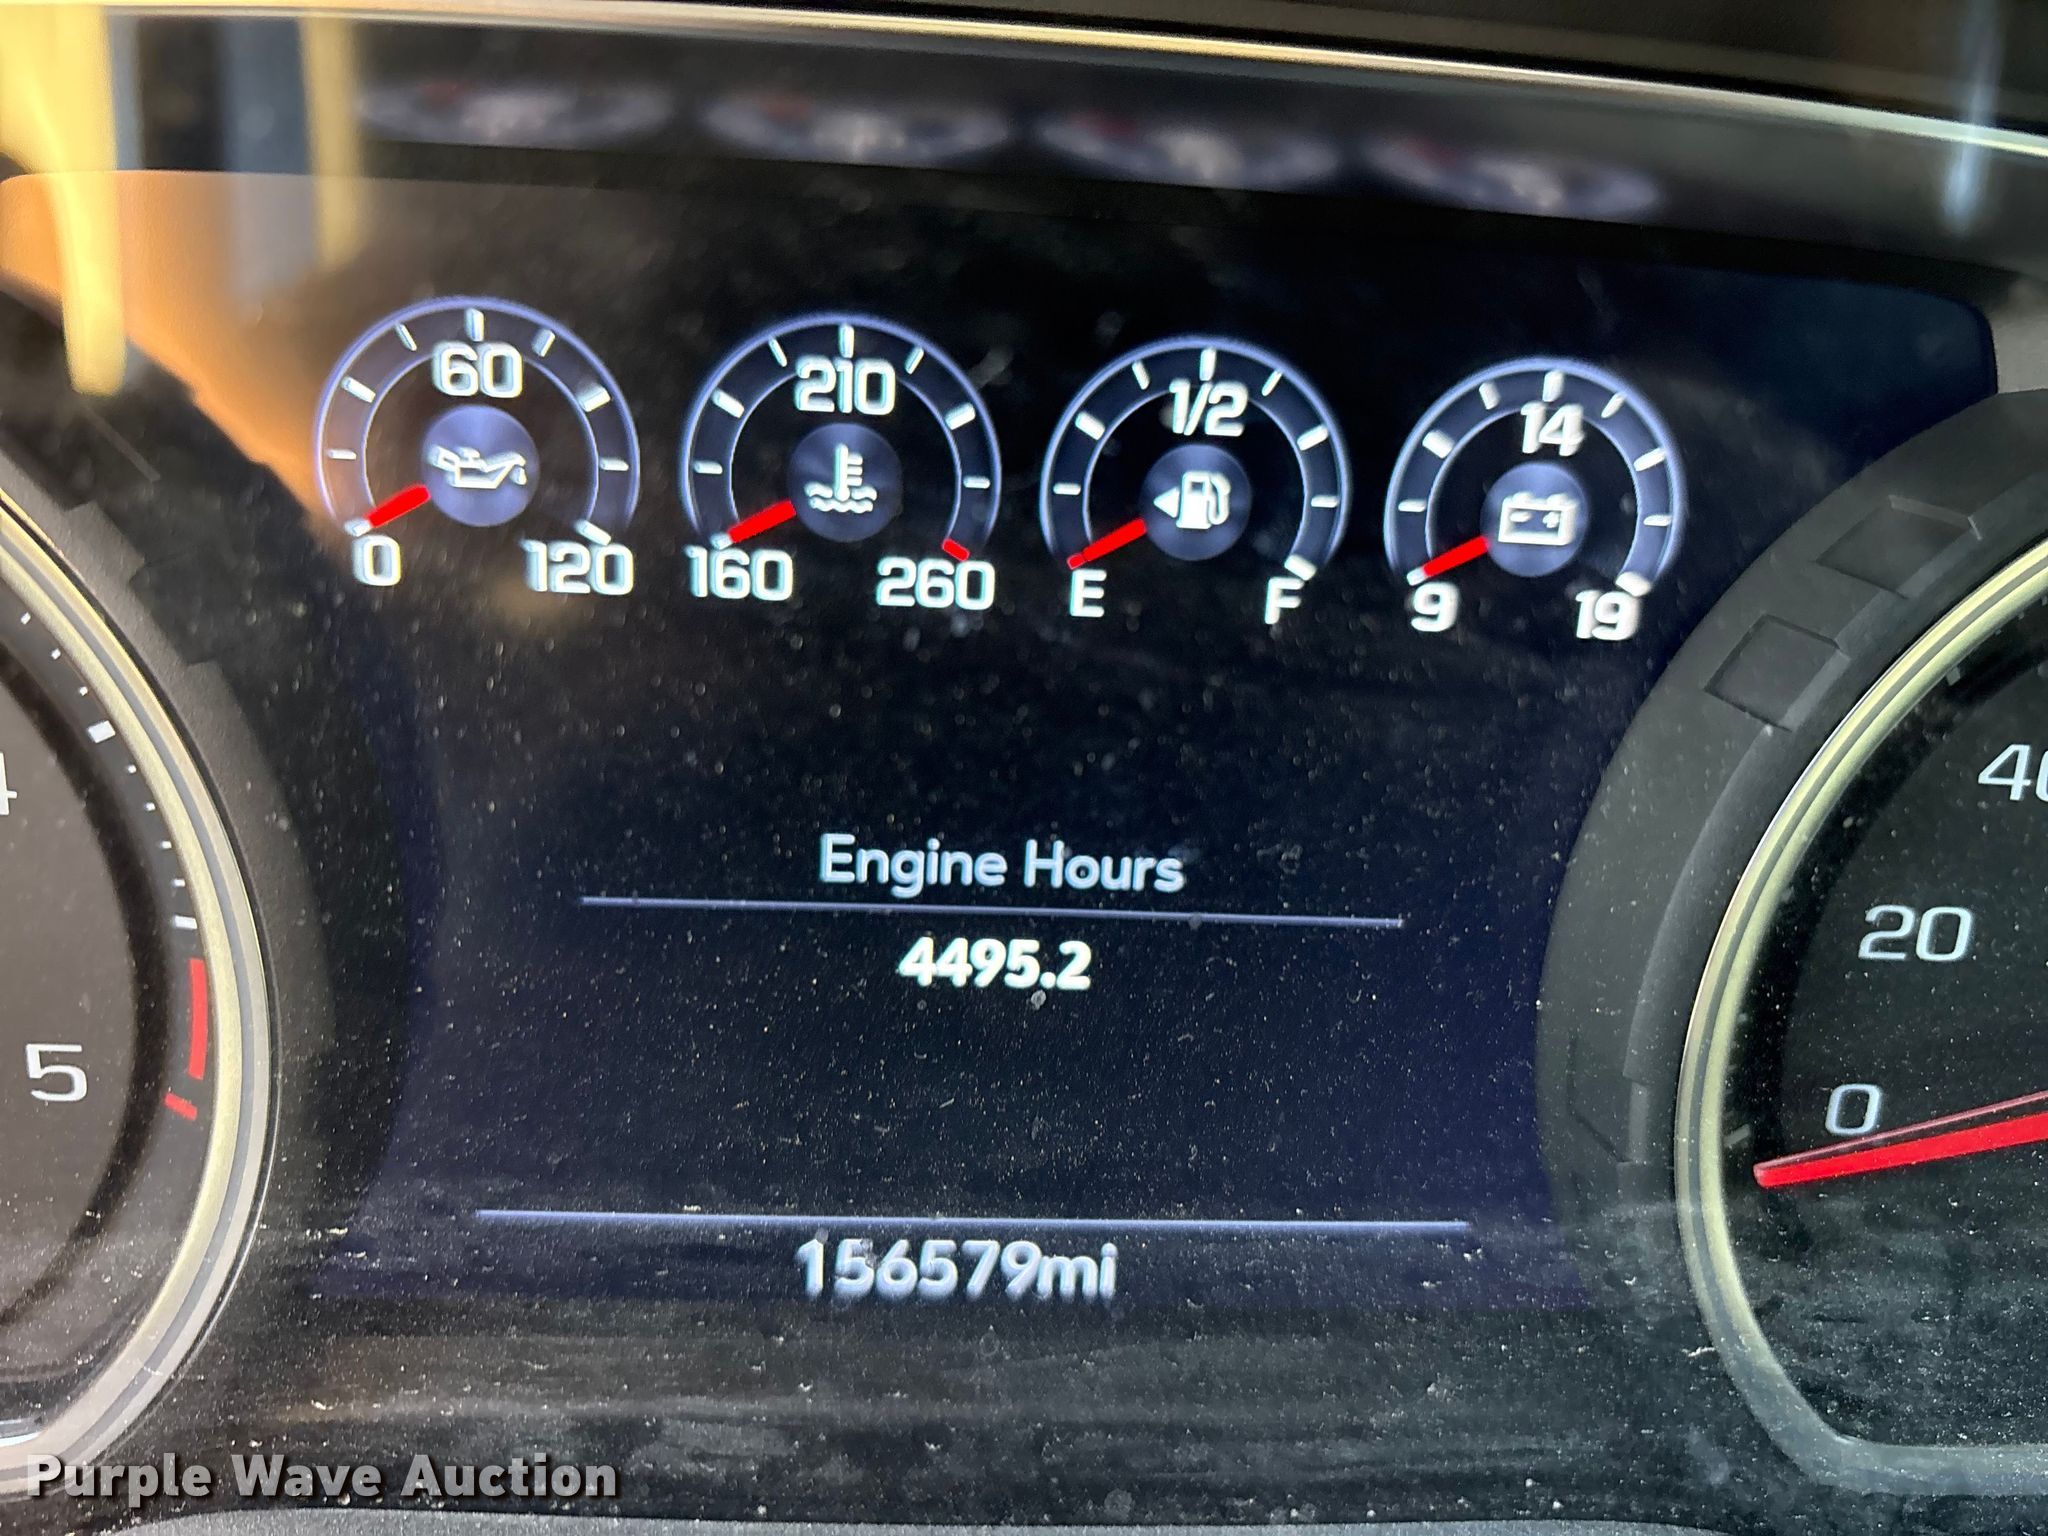 60 210 1/2 14
0 120 160 260 E F 9 19
Engine Hours
4495.2
156579mi
5
40
20
0
Purple Wave Auction